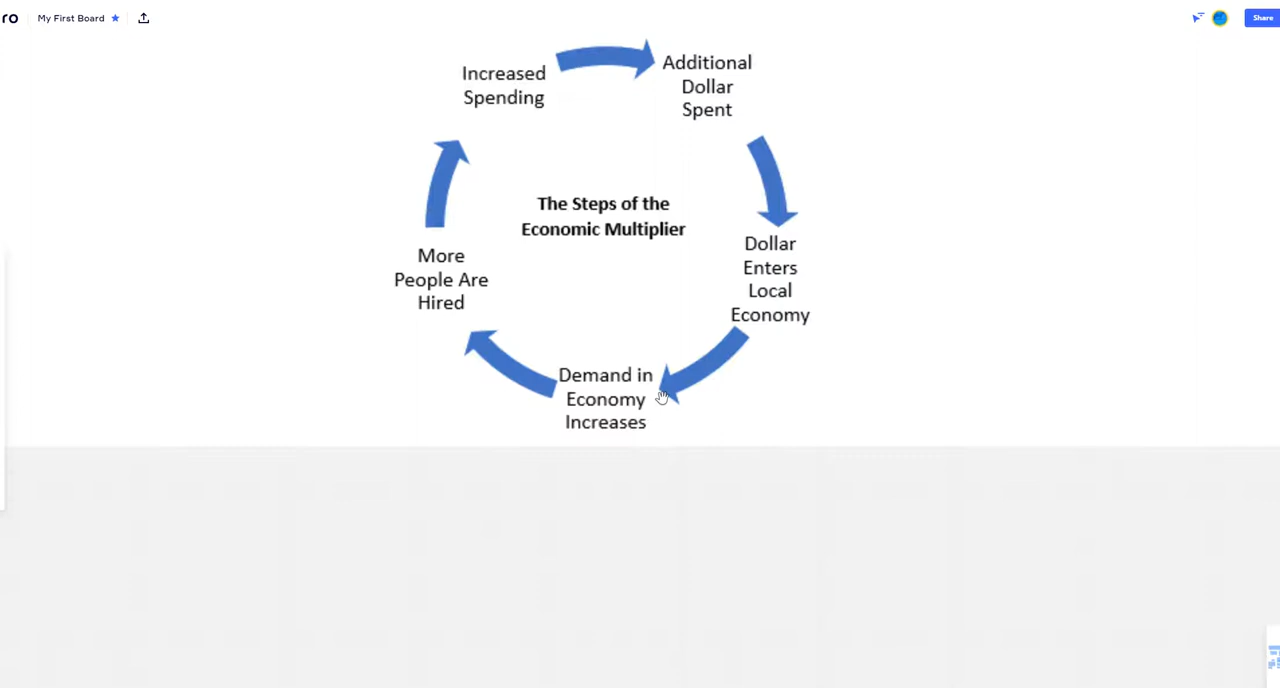 ro
My First Board
Share
Increased
Spending
Additional
Dollar
Spent
The Steps of the
Economic Multiplier
Dollar
Enters
Local
Economy
More
People Are
Hired
Demand in
Economy
Increases